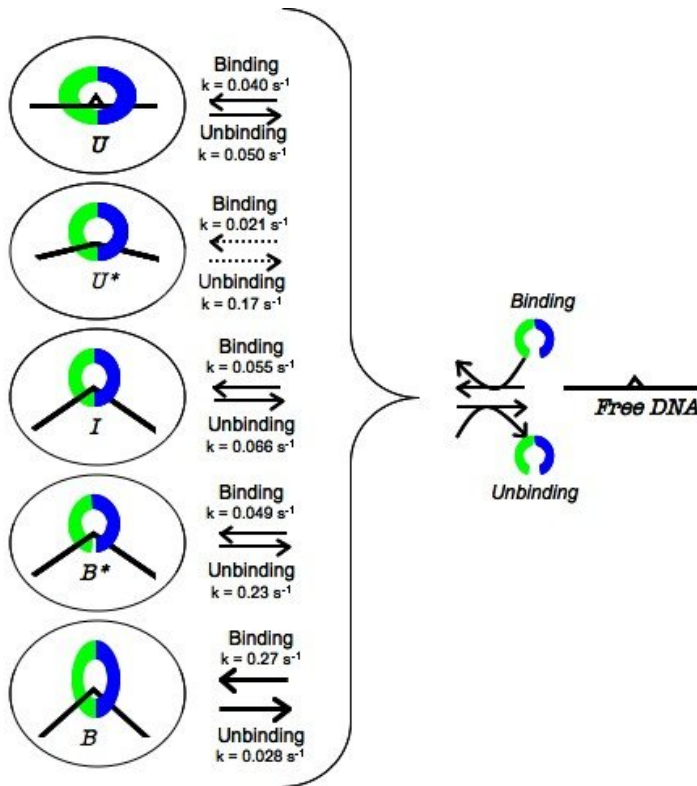 Binding
k = 0.040 s⁻¹
Unbinding
k = 0.050 s⁻¹
U
Binding
k = 0.021 s⁻¹
Unbinding
k = 0.17 s⁻¹
U*
Binding
k = 0.055 s⁻¹
Unbinding
k = 0.066 s⁻¹
I
Binding
k = 0.049 s⁻¹
Unbinding
k = 0.23 s⁻¹
B*
Binding
k = 0.27 s⁻¹
Unbinding
k = 0.028 s⁻¹
B
Binding
Free DNA
Unbinding